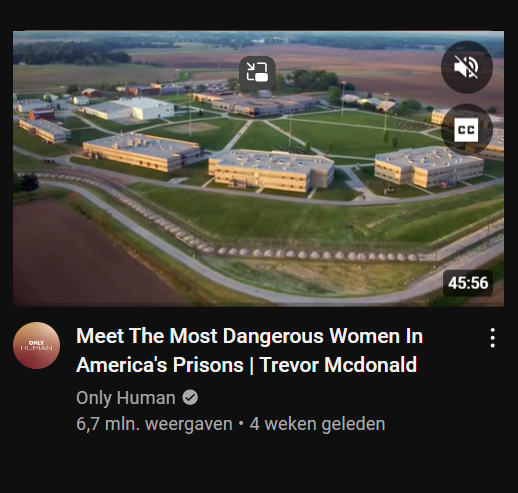 CC
45:56
ONLY
HUMAN
Meet The Most Dangerous Women In
America's Prisons | Trevor Mcdonald
Only Human
6,7 mln. weergaven • 4 weken geleden